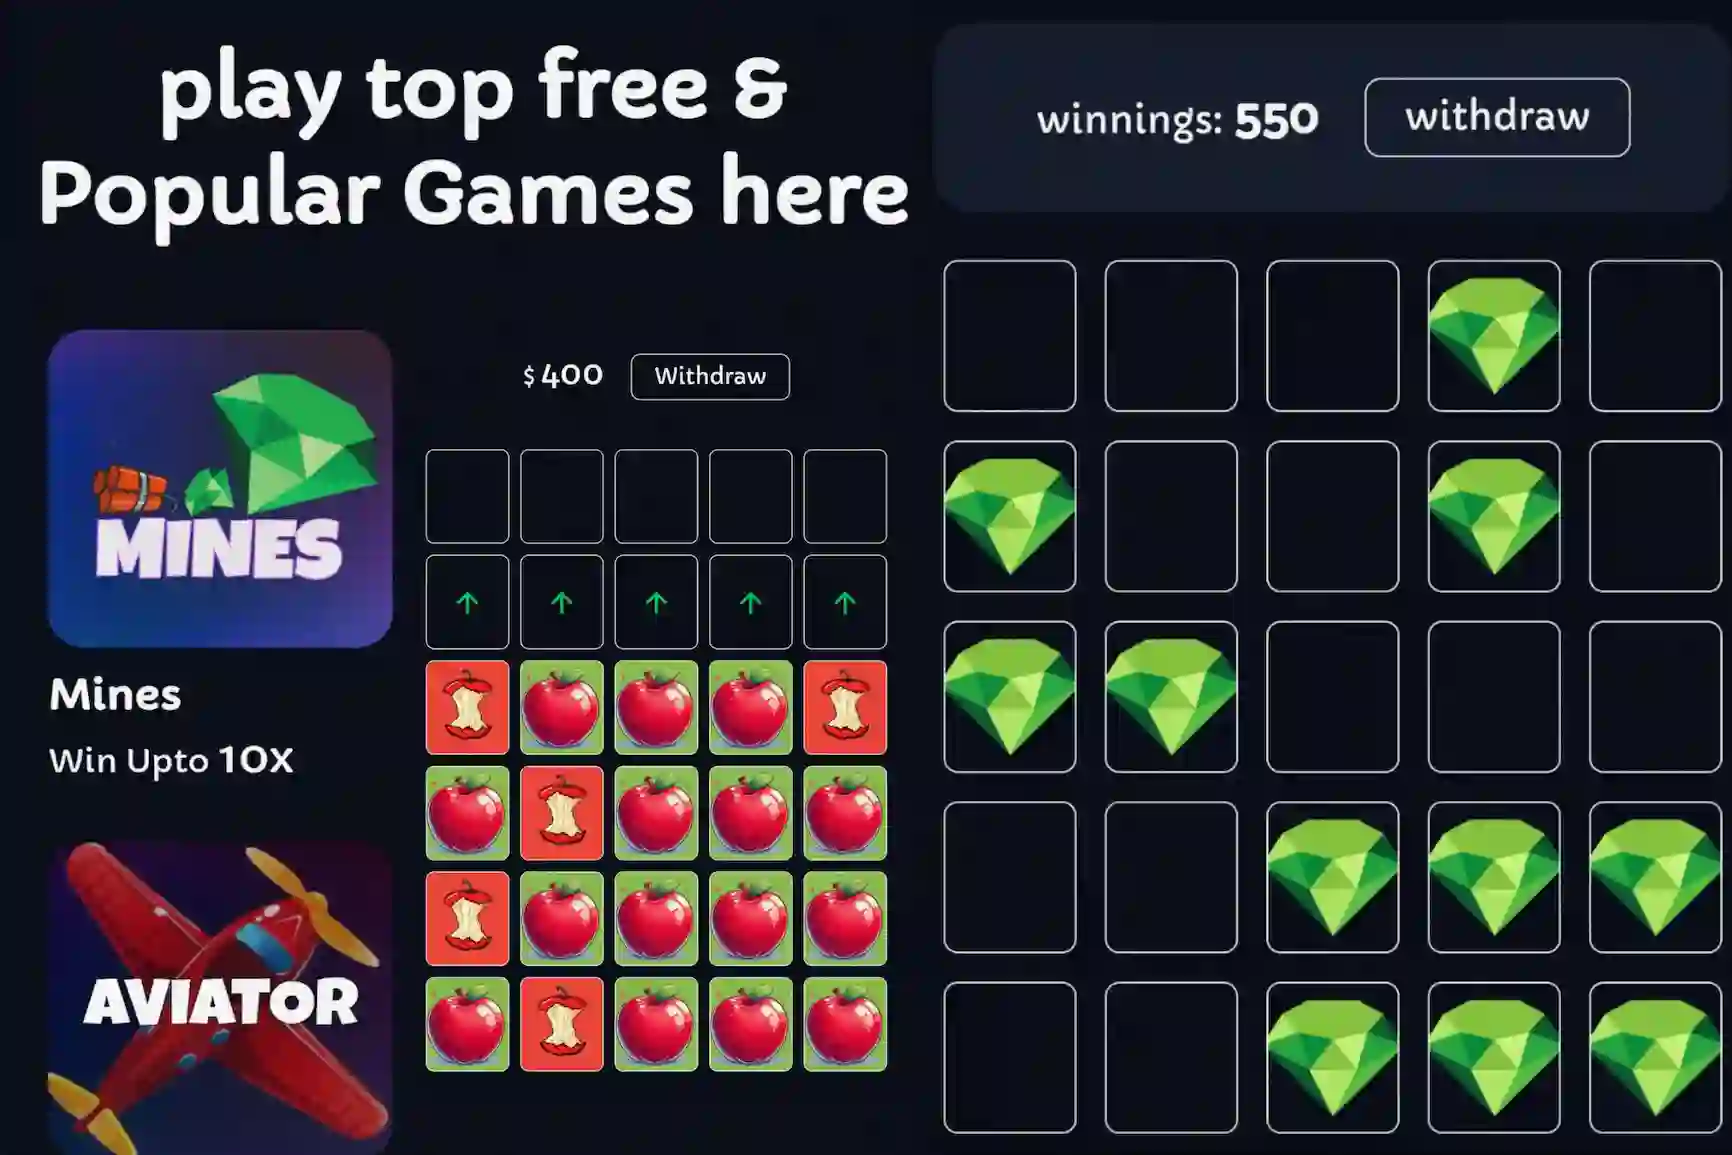 play top free &
Popular Games here
MINES
Mines
Win Upto 10X
AVIATOR
$ 400
Withdraw
winnings: 550
withdraw